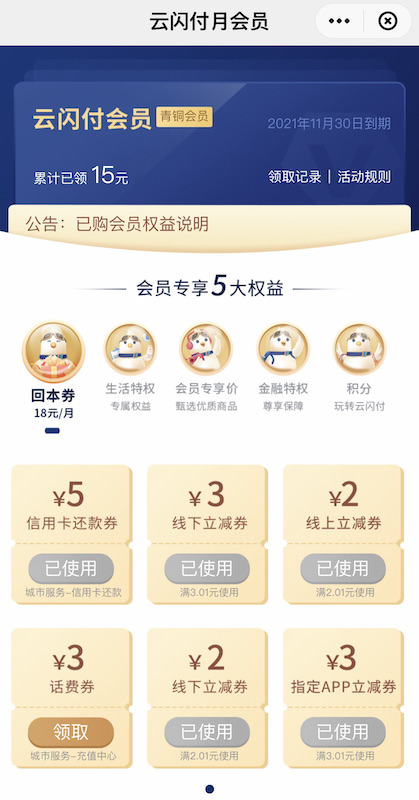 云闪付月会员
云闪付会员 青铜会员
2021年11月30日到期
累计已领 15元
领取记录 | 活动规则
公告：已购会员权益说明
会员专享5大权益
回本券 生活特权 会员专享价 金融特权 积分
18元/月 专属权益 甄选优质商品 尊享保障 玩转云闪付
¥5 ¥3 ¥2
信用卡还款券 线下立减券 线上立减券
已使用 已使用 已使用
城市服务-信用卡还款 满3.01元使用 满2.01元使用
¥3 ¥2 ¥3
话费券 线下立减券 指定APP立减券
领取 已使用 已使用
城市服务-充值中心 满2.01元使用 满3.01元使用